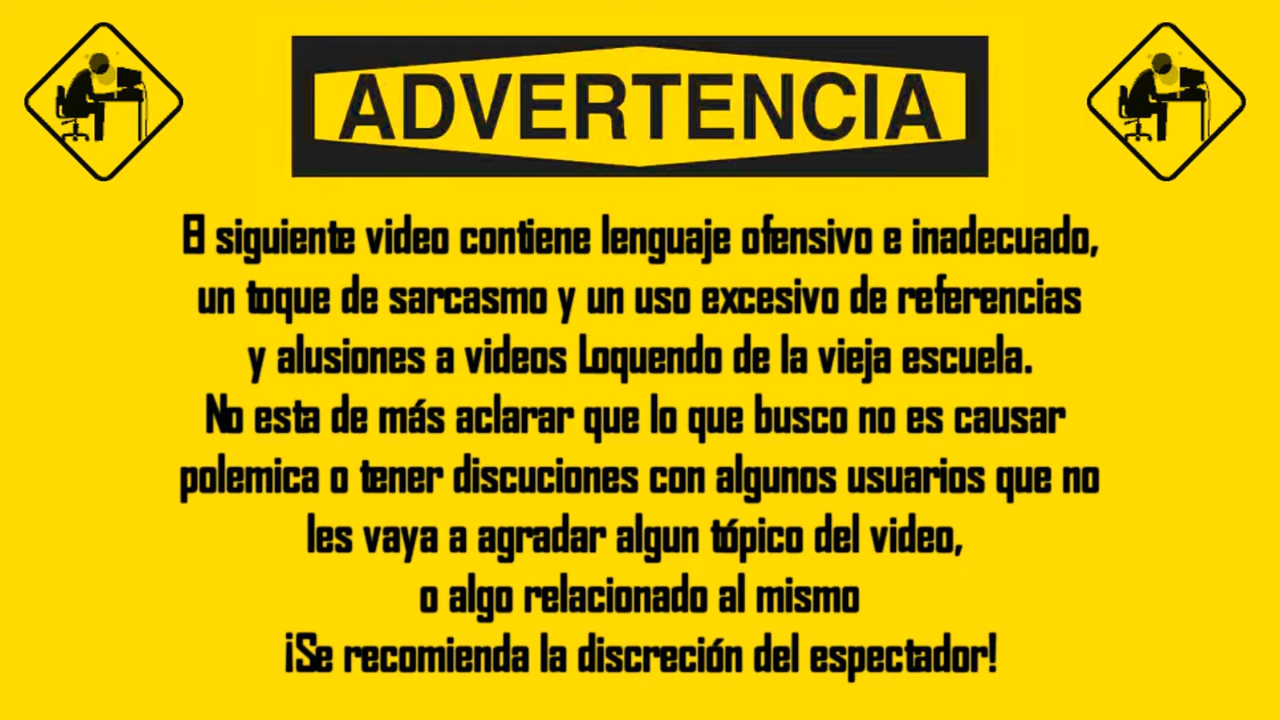 ADVERTENCIA
El siguiente video contiene lenguaje ofensivo e inadecuado,
un toque de sarcasmo y un uso excesivo de referencias
y alusiones a videos Loquendo de la vieja escuela.
No esta de más aclarar que lo que busco no es causar
polemica o tener discuciones con algunos usuarios que no
les vaya a agradar algun tópico del video,
o algo relacionado al mismo
¡Se recomienda la discreción del espectador!